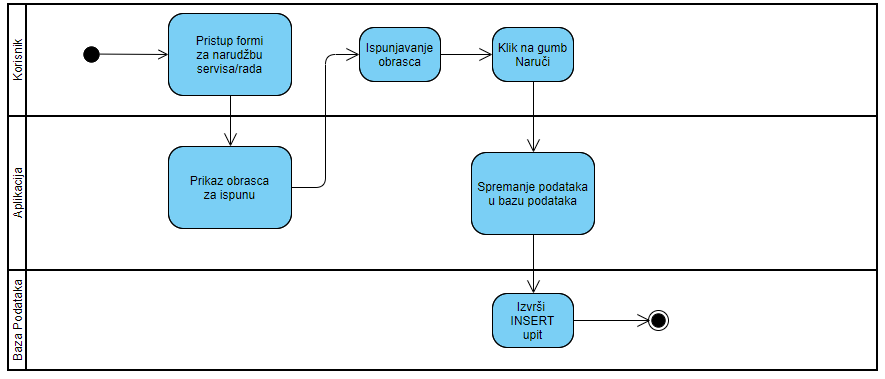 Korisnik
Pristup formi
za narudžbu
servisa/rada
Ispunjavanje
obrasca
Klik na gumb
Naruči
Aplikacija
Prikaz obrasca
za ispunu
Spremanje podataka
u bazu podataka
Baza Podataka
Izvrši
INSERT
upit